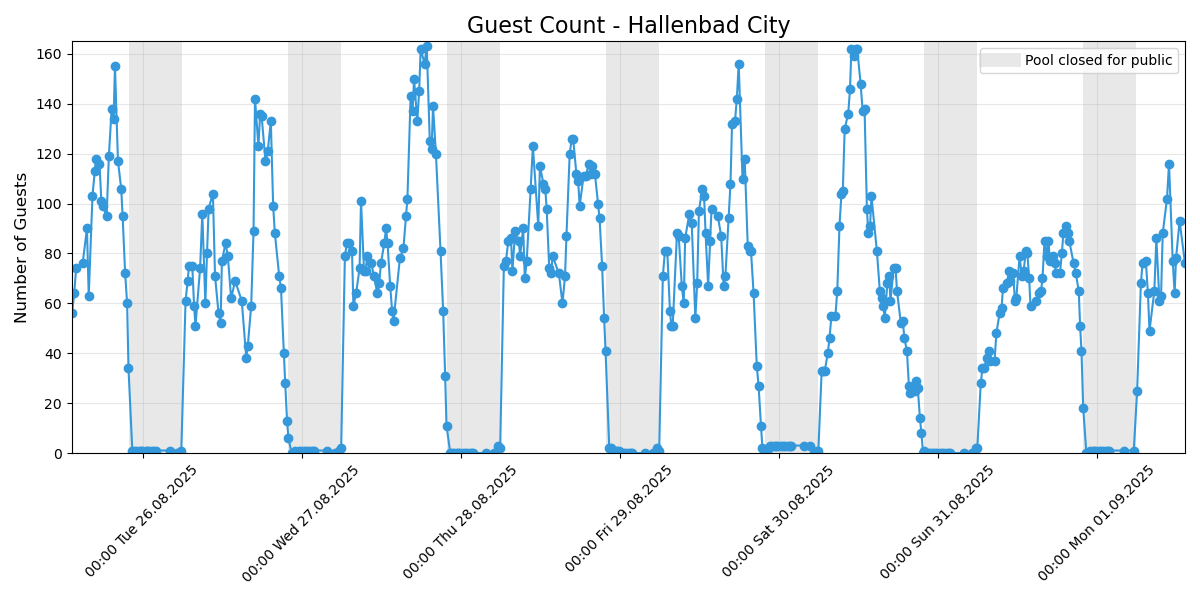 Guest Count - Hallenbad City
Pool closed for public
Number of Guests
160
140
120
100
80
60
40
20
0
00:00 Tue 26.08.2025
00:00 Wed 27.08.2025
00:00 Thu 28.08.2025
00:00 Fri 29.08.2025
00:00 Sat 30.08.2025
00:00 Sun 31.08.2025
00:00 Mon 01.09.2025